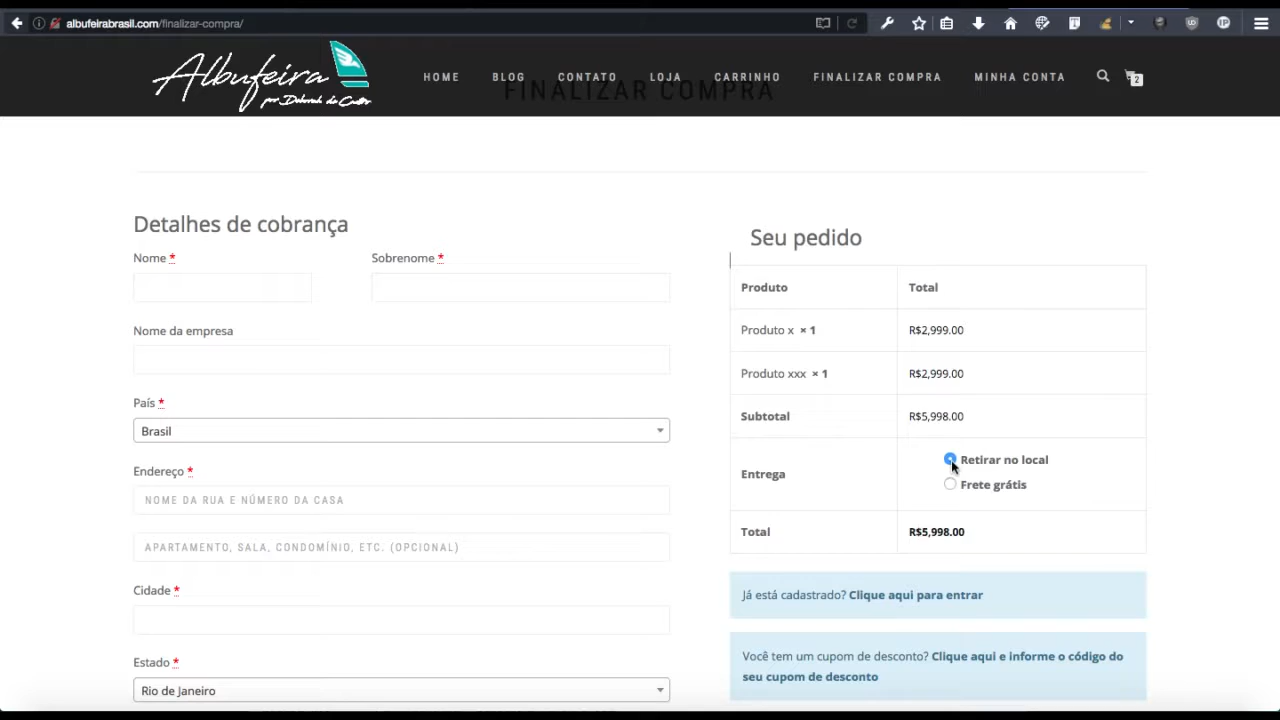 albufeirabrasil.com/finalizar-compra/
Albufeira
por Deborah de Castro
HOME BLOG CONTATO LOJA CARRINHO FINALIZAR COMPRA MINHA CONTA 2
FINALIZAR COMPRA
Detalhes de cobrança
Nome *
Sobrenome *
Nome da empresa
País *
Brasil
Endereço *
NOME DA RUA E NÚMERO DA CASA
APARTAMENTO, SALA, CONDOMÍNIO, ETC. (OPCIONAL)
Cidade *
Estado *
Rio de Janeiro
Seu pedido
Produto Total
Produto x × 1 R$2,999.00
Produto xxx × 1 R$2,999.00
Subtotal R$5,998.00
Entrega
Retirar no local
Frete grátis
Total R$5,998.00
Já está cadastrado? Clique aqui para entrar
Você tem um cupom de desconto? Clique aqui e informe o código do
seu cupom de desconto